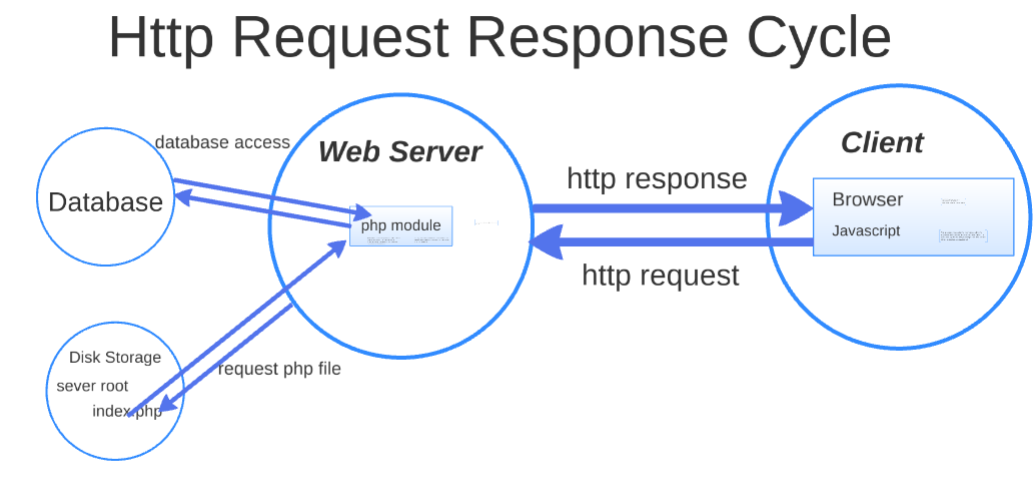 Http Request Response Cycle
database access
Web Server
Client
Database
php module
http response
http request
Browser
Javascript
Disk Storage
sever root
index.php
request php file